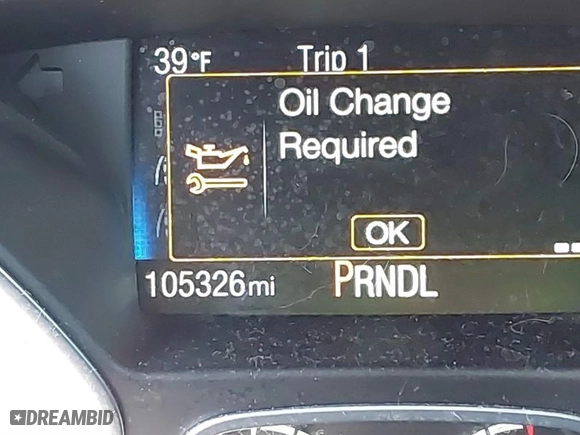 39°F Trip 1
Oil Change
Required
OK
105326mi PRNDL
DREAMBID